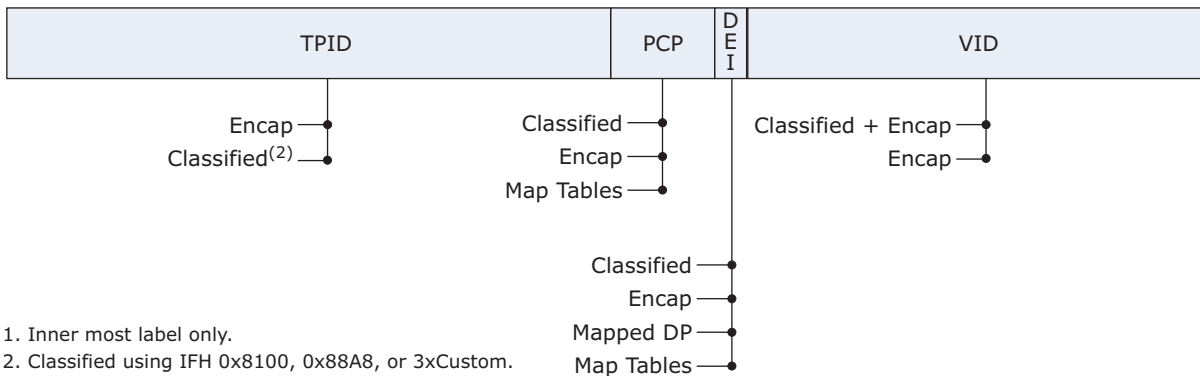 TPID
PCP
DEI
VID
Encap
Classified(2)
Classified
Encap
Map Tables
Classified + Encap
Encap
Classified
Encap
Mapped DP
Map Tables
1. Inner most label only.
2. Classified using IFH 0x8100, 0x88A8, or 3xCustom.